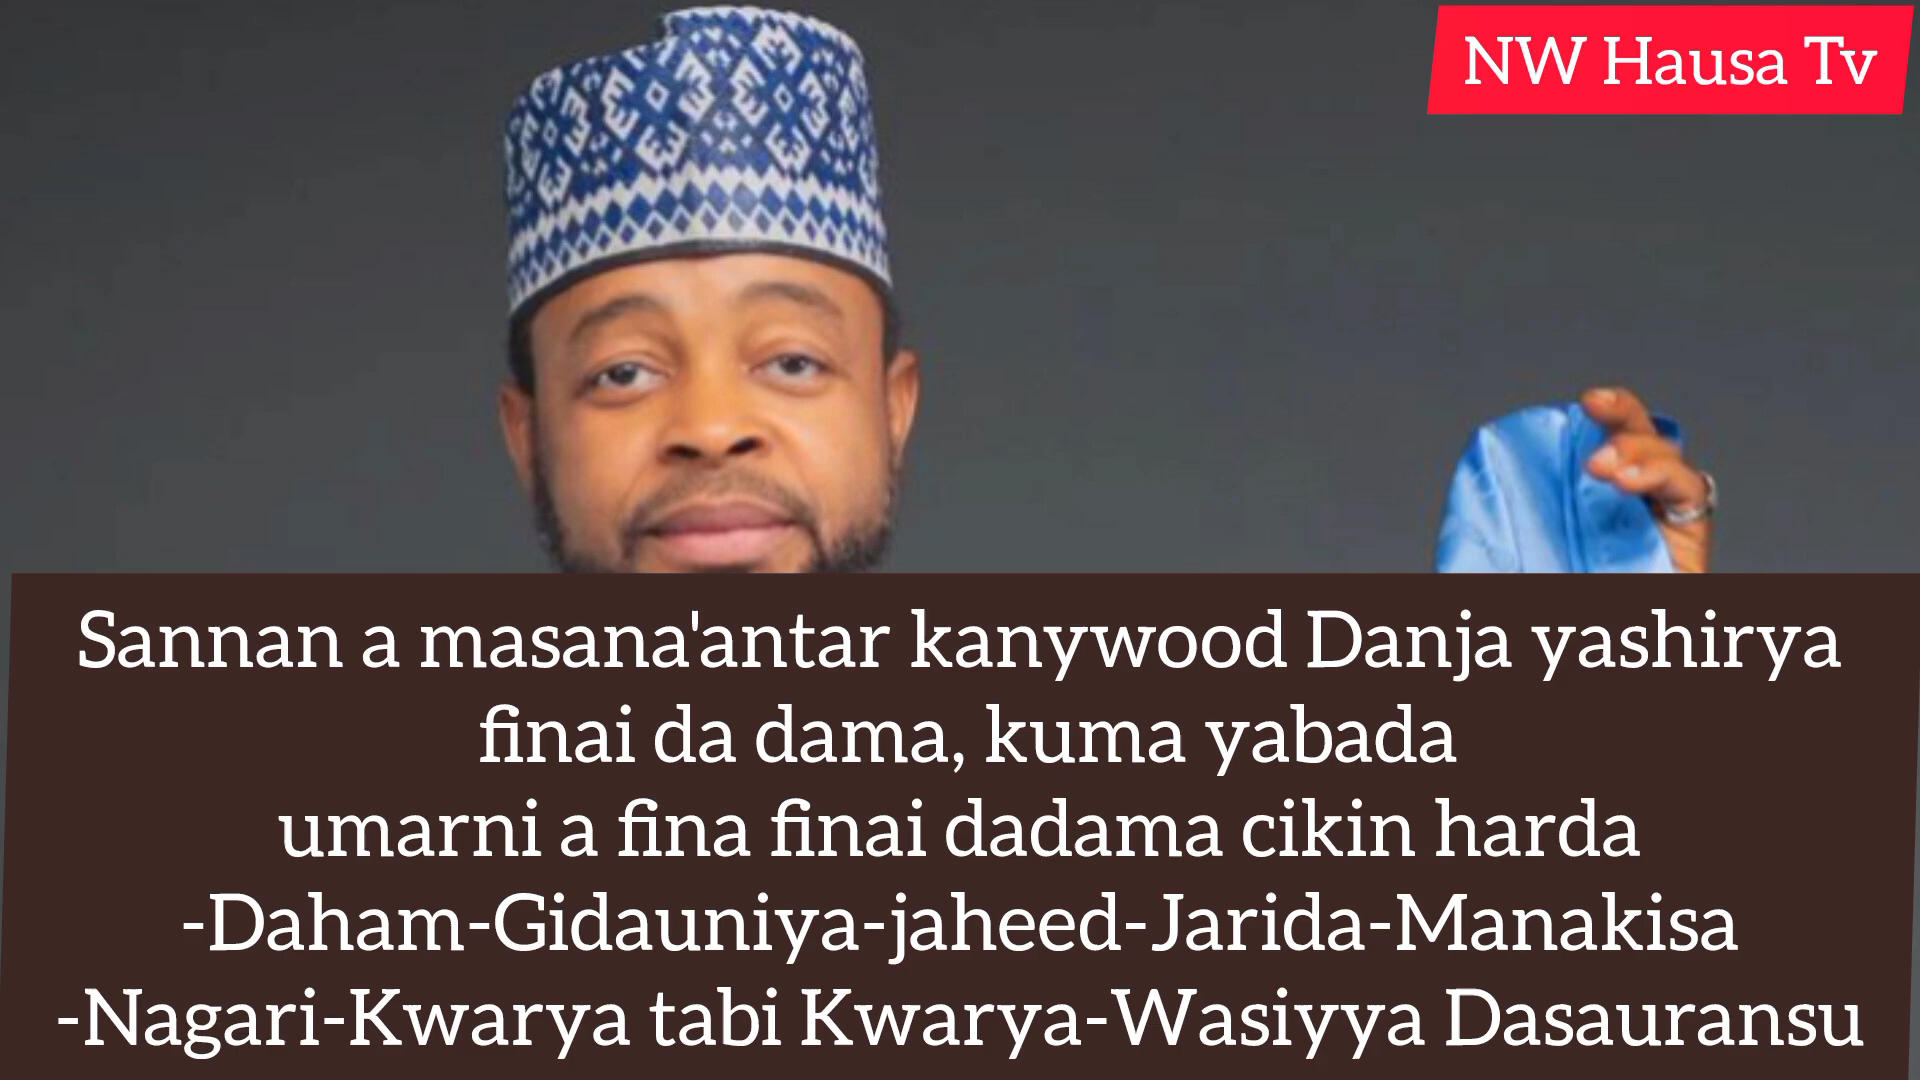 NW Hausa Tv
Sannan a masana'antar kanywood Danja yashirya
finai da dama, kuma yabada
umarni a fina finai dadama cikin harda
-Daham-Gidauniya-jaheed-Jarida-Manakisa
-Nagari-Kwarya tabi Kwarya-Wasiyya Dasauransu